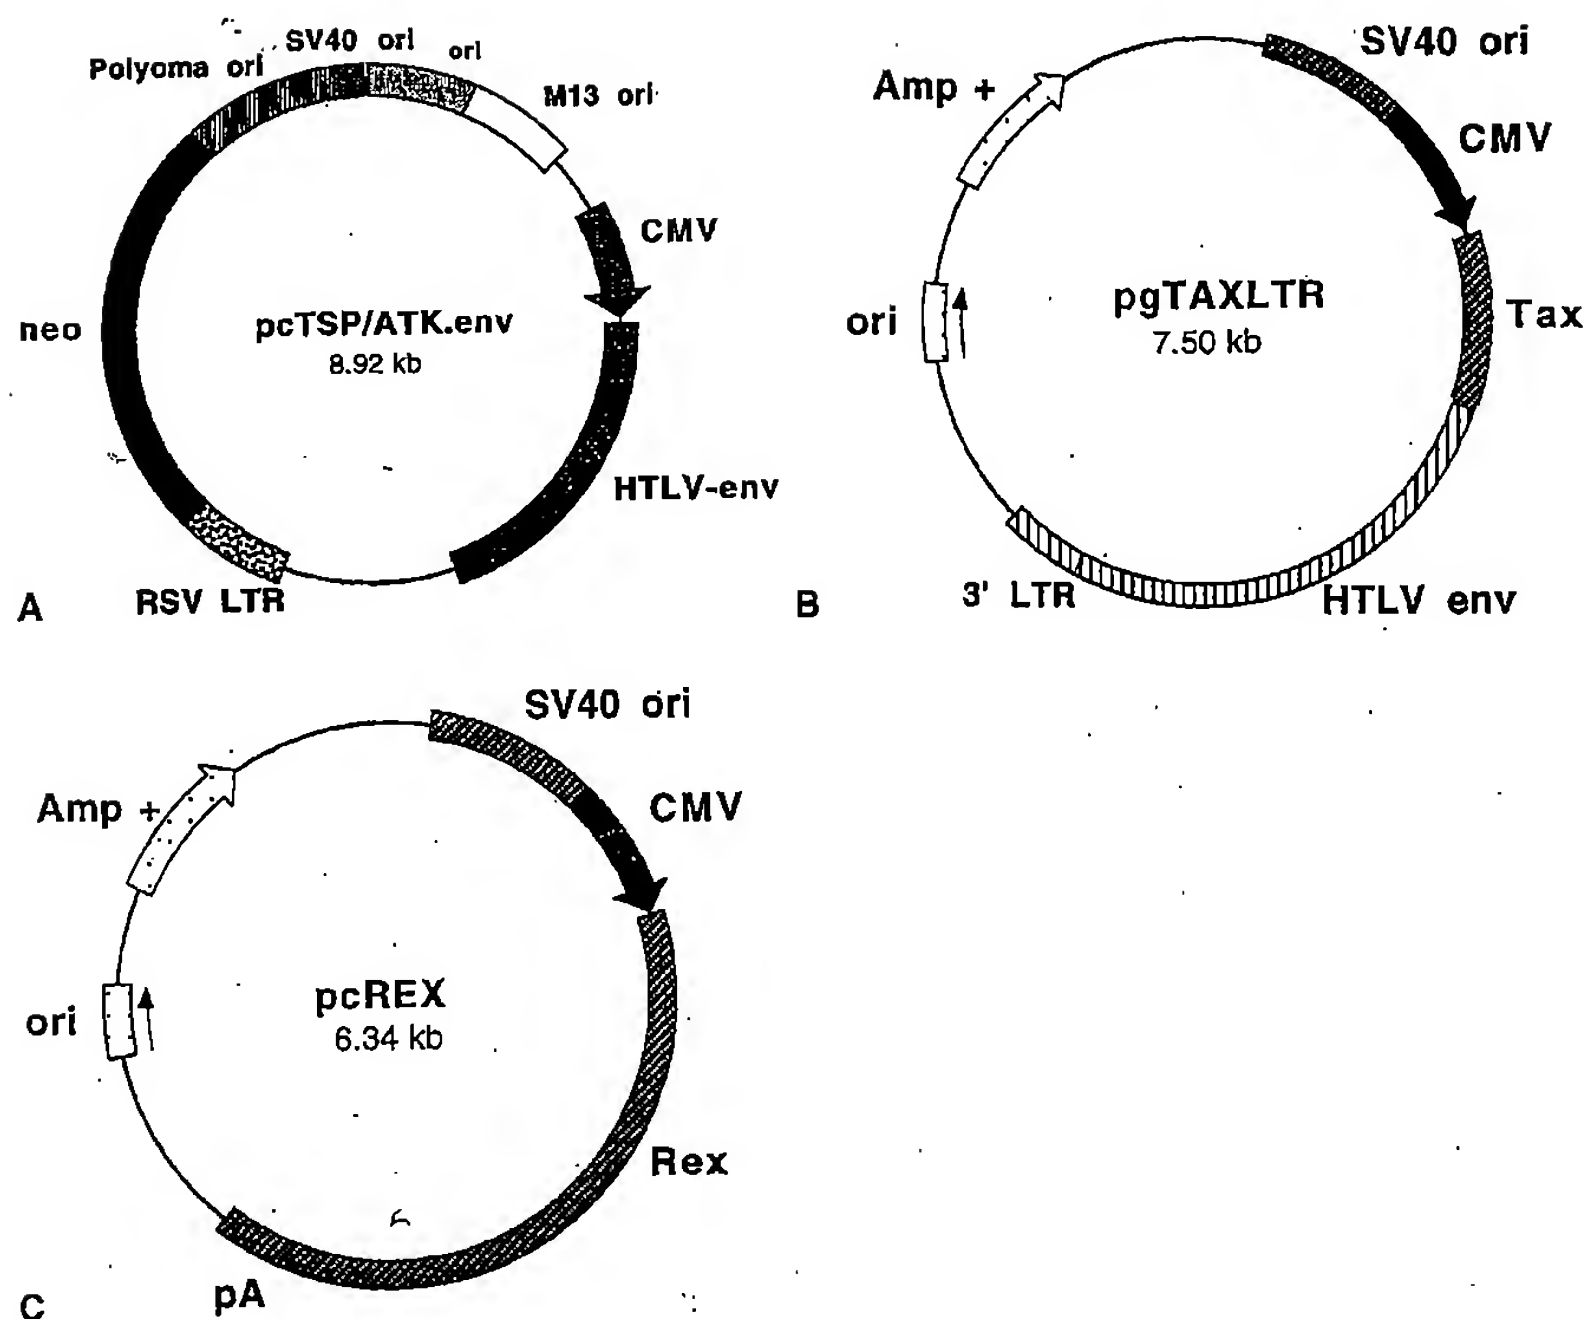 SV40 ori
Polyoma ori
ori
M13 ori
CMV
neo
pcTSP/ATK.env
8.92 kb
HTLV-env
RSV LTR
A
SV40 ori
Amp +
CMV
ori
pgTAXLTR
7.50 kb
Tax
3' LTR
HTLV env
B
SV40 ori
Amp +
CMV
ori
pcREX
6.34 kb
Rex
pA
C